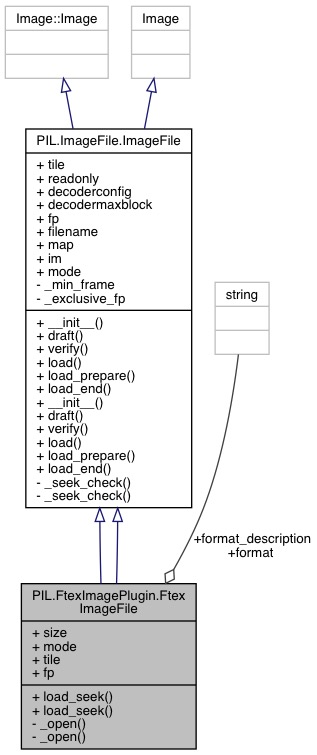 Image::Image
Image
PIL.ImageFile.ImageFile
+ tile
+ readonly
+ decoderconfig
+ decodermaxblock
+ fp
+ filename
+ map
+ im
+ mode
- _min_frame
- _exclusive_fp
+ __init__()
+ draft()
+ verify()
+ load()
+ load_prepare()
+ load_end()
+ __init__()
+ draft()
+ verify()
+ load()
+ load_prepare()
+ load_end()
- _seek_check()
- _seek_check()
string
+format_description
+format
PIL.FtexImagePlugin.Ftex
ImageFile
+ size
+ mode
+ tile
+ fp
+ load_seek()
+ load_seek()
- _open()
- _open()